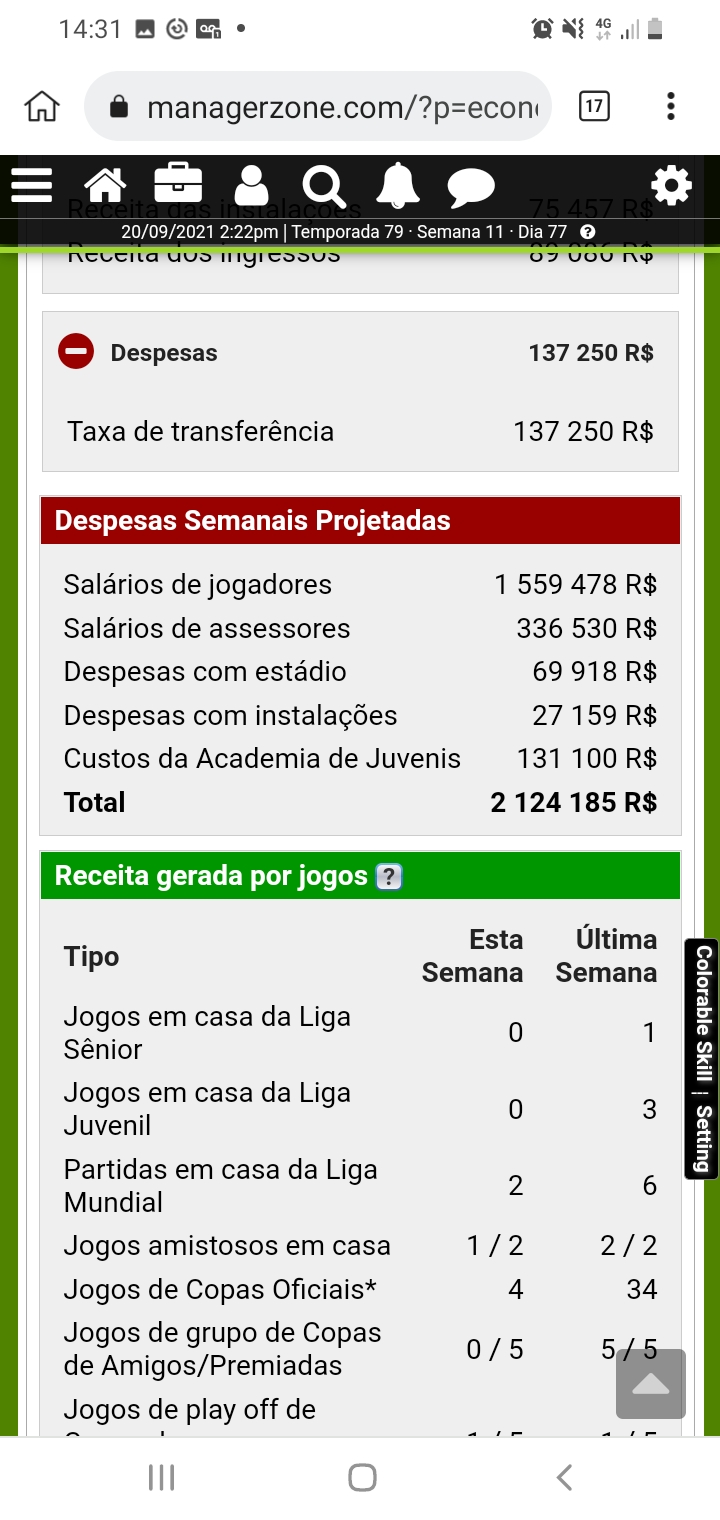 14:31
4G
managerzone.com/?p=econ
17
Receita das instalações 75 457 R$
20/09/2021 2:22pm | Temporada 79 · Semana 11 · Dia 77 ?
Receita dos ingressos 89 086 R$
Despesas 137 250 R$
Taxa de transferência 137 250 R$
Despesas Semanais Projetadas
Salários de jogadores 1 559 478 R$
Salários de assessores 336 530 R$
Despesas com estádio 69 918 R$
Despesas com instalações 27 159 R$
Custos da Academia de Juvenis 131 100 R$
Total 2 124 185 R$
Receita gerada por jogos ?
Tipo
Esta Semana
Última Semana
Jogos em casa da Liga
Sênior 0 1
Jogos em casa da Liga
Juvenil 0 3
Partidas em casa da Liga
Mundial 2 6
Jogos amistosos em casa 1 / 2 2 / 2
Jogos de Copas Oficiais* 4 34
Jogos de grupo de Copas
de Amigos/Premiadas 0 / 5 5 / 5
Jogos de play off de
Colorable Skill | Setting